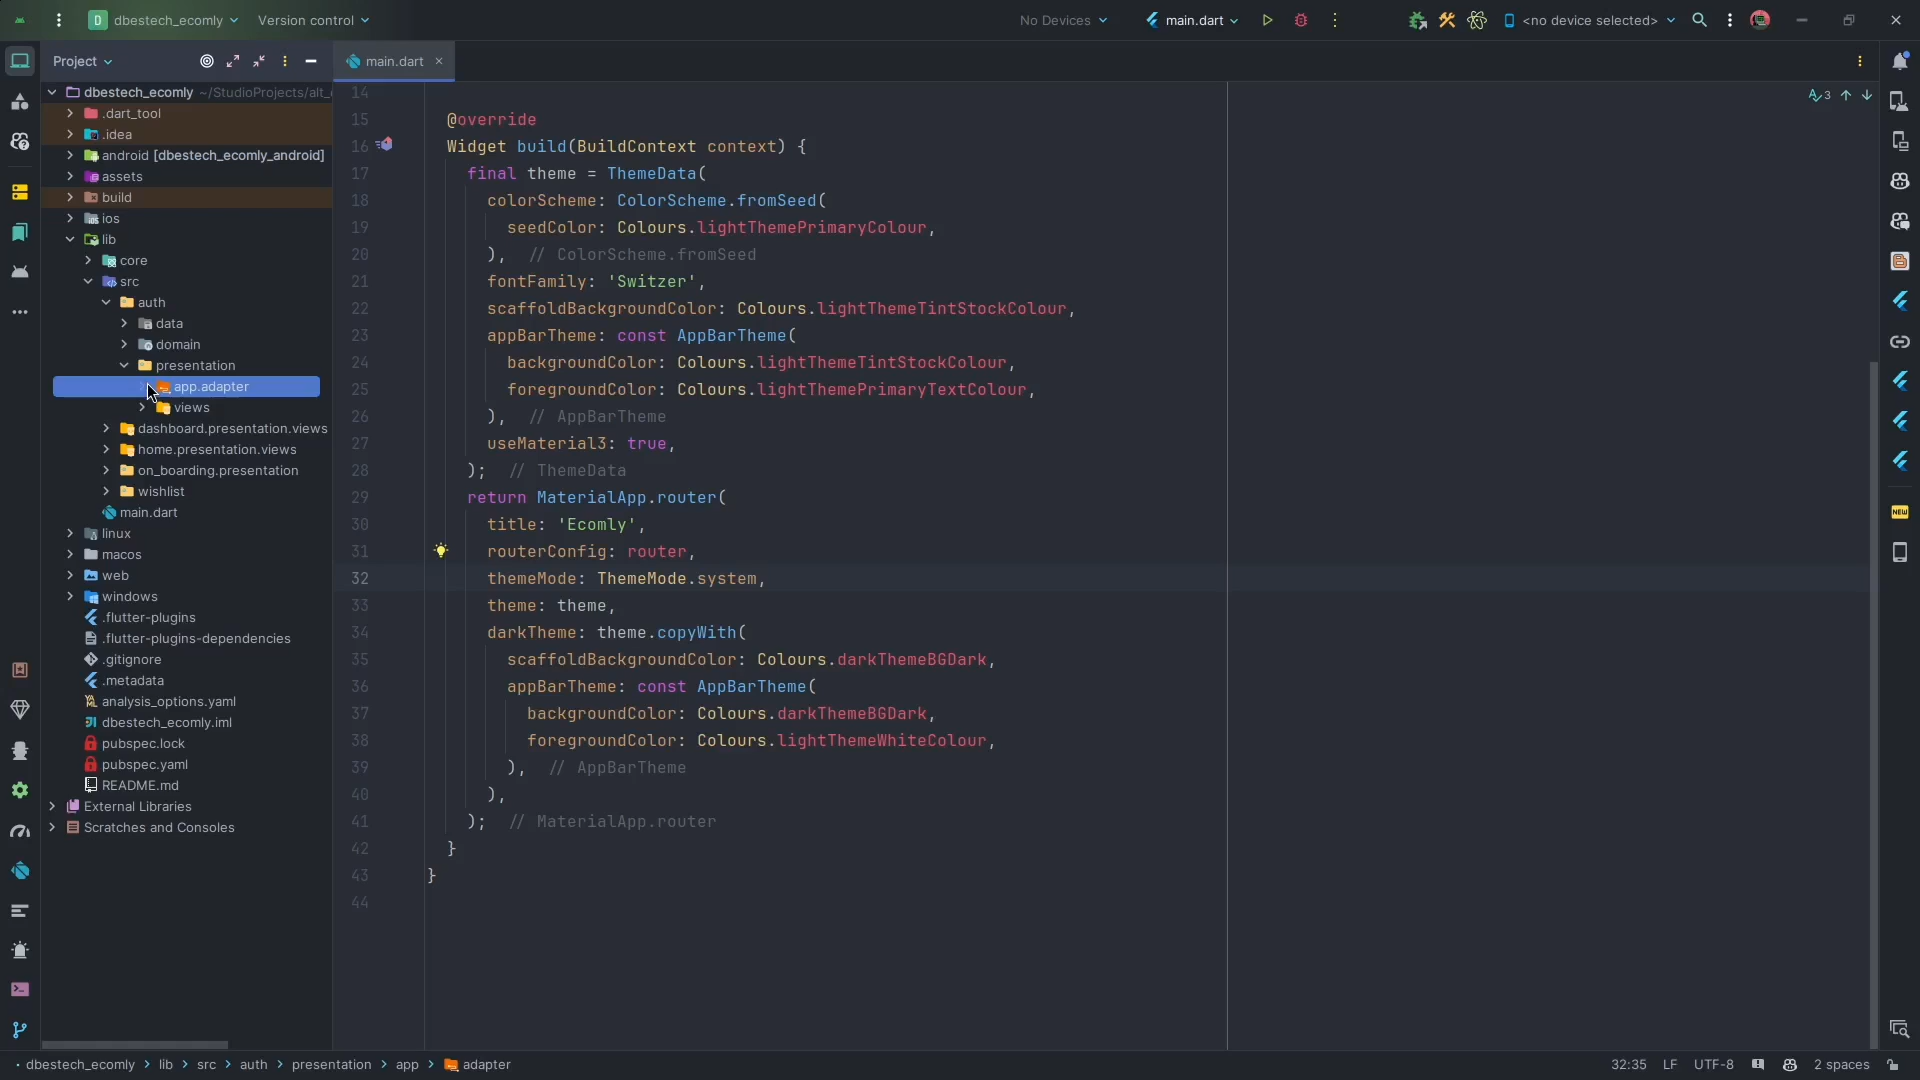 D dbestech_ecomly Version control No Devices main.dart <no device selected>
Project main.dart
dbestech_ecomly ~/StudioProjects/alt_
.dart_tool
.idea
android [dbestech_ecomly_android]
assets
build
ios
lib
core
src
auth
data
domain
presentation
app.adapter
views
dashboard.presentation.views
home.presentation.views
on_boarding.presentation
wishlist
main.dart
linux
macos
web
windows
.flutter-plugins
.flutter-plugins-dependencies
.gitignore
.metadata
analysis_options.yaml
dbestech_ecomly.iml
pubspec.lock
pubspec.yaml
README.md
External Libraries
Scratches and Consoles
14
15 @override
16 Widget build(BuildContext context) {
17 final theme = ThemeData(
18 colorScheme: ColorScheme.fromSeed(
19 seedColor: Colours.lightThemePrimaryColour,
20 ), // ColorScheme.fromSeed
21 fontFamily: 'Switzer',
22 scaffoldBackgroundColor: Colours.lightThemeTintStockColour,
23 appBarTheme: const AppBarTheme(
24 backgroundColor: Colours.lightThemeTintStockColour,
25 foregroundColor: Colours.lightThemePrimaryTextColour,
26 ), // AppBarTheme
27 useMaterial3: true,
28 ); // ThemeData
29 return MaterialApp.router(
30 title: 'Ecomly',
31 routerConfig: router,
32 themeMode: ThemeMode.system,
33 theme: theme,
34 darkTheme: theme.copyWith(
35 scaffoldBackgroundColor: Colours.darkThemeBGDark,
36 appBarTheme: const AppBarTheme(
37 backgroundColor: Colours.darkThemeBGDark,
38 foregroundColor: Colours.lightThemeWhiteColour,
39 ), // AppBarTheme
40 ),
41 ); // MaterialApp.router
42 }
43 }
44
3
NEW
dbestech_ecomly lib src auth presentation app adapter 32:35 LF UTF-8 2 spaces